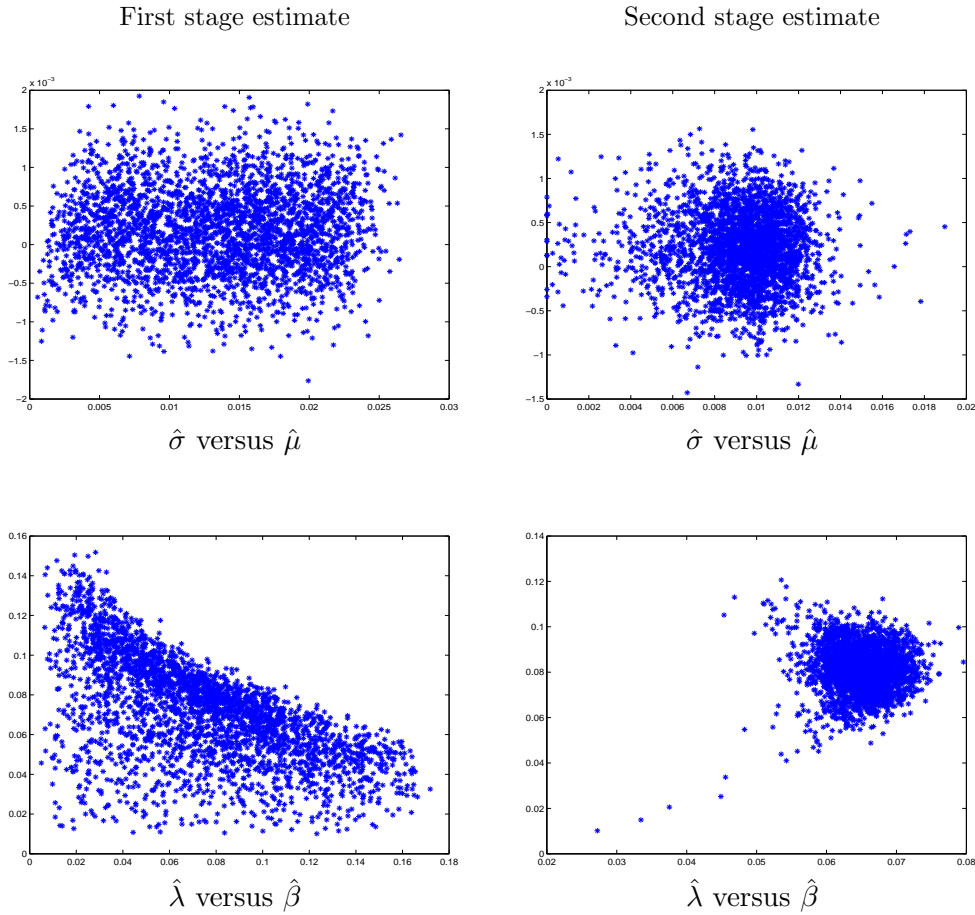 First stage estimate
Second stage estimate
x 10⁻³
2
1.5
1
0.5
0
−0.5
−1
−1.5
−2
0 0.005 0.01 0.015 0.02 0.025 0.03
σ̂ versus μ̂
x 10⁻³
2
1.5
1
0.5
0
−0.5
−1
−1.5
0 0.002 0.004 0.006 0.008 0.01 0.012 0.014 0.016 0.018 0.02
σ̂ versus μ̂
0.16
0.14
0.12
0.1
0.08
0.06
0.04
0.02
0
0 0.02 0.04 0.06 0.08 0.1 0.12 0.14 0.16 0.18
λ̂ versus β̂
0.14
0.12
0.1
0.08
0.06
0.04
0.02
0
0.02 0.03 0.04 0.05 0.06 0.07 0.08
λ̂ versus β̂